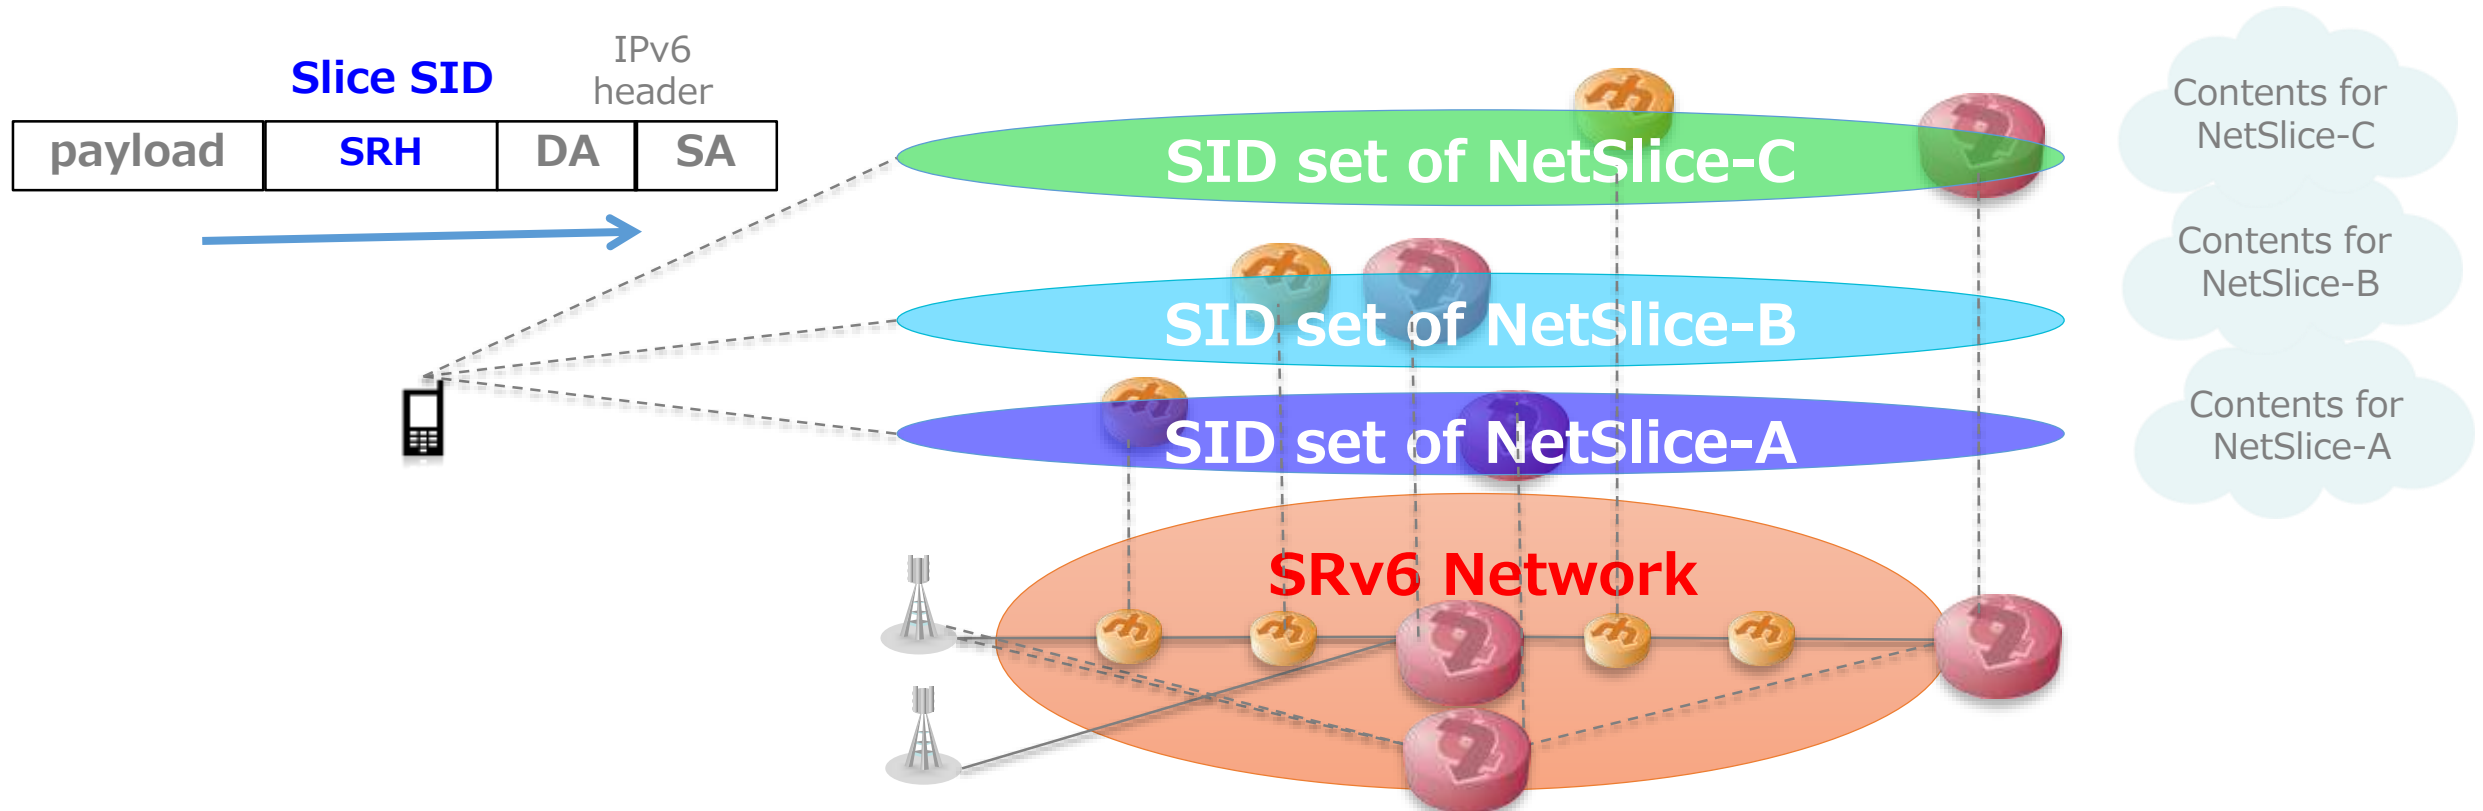 Slice SID
IPv6
header
payload SRH DA SA
SID set of NetSlice-C
SID set of NetSlice-B
SID set of NetSlice-A
SRv6 Network
Contents for
NetSlice-C
Contents for
NetSlice-B
Contents for
NetSlice-A